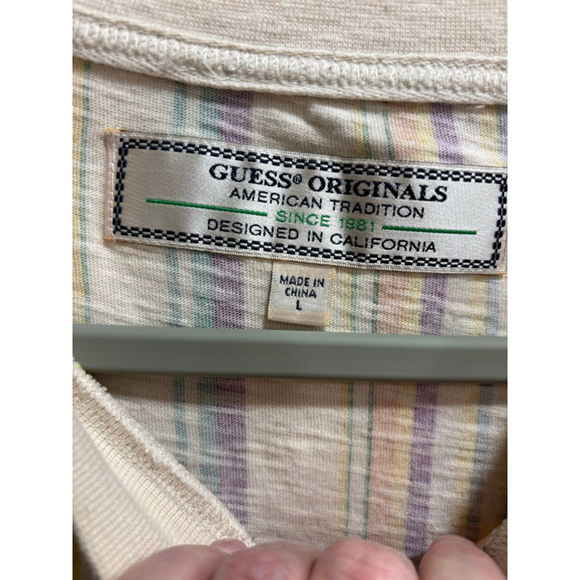 GUESS® ORIGINALS
AMERICAN TRADITION
SINCE 1981
DESIGNED IN CALIFORNIA
MADE IN
CHINA
L